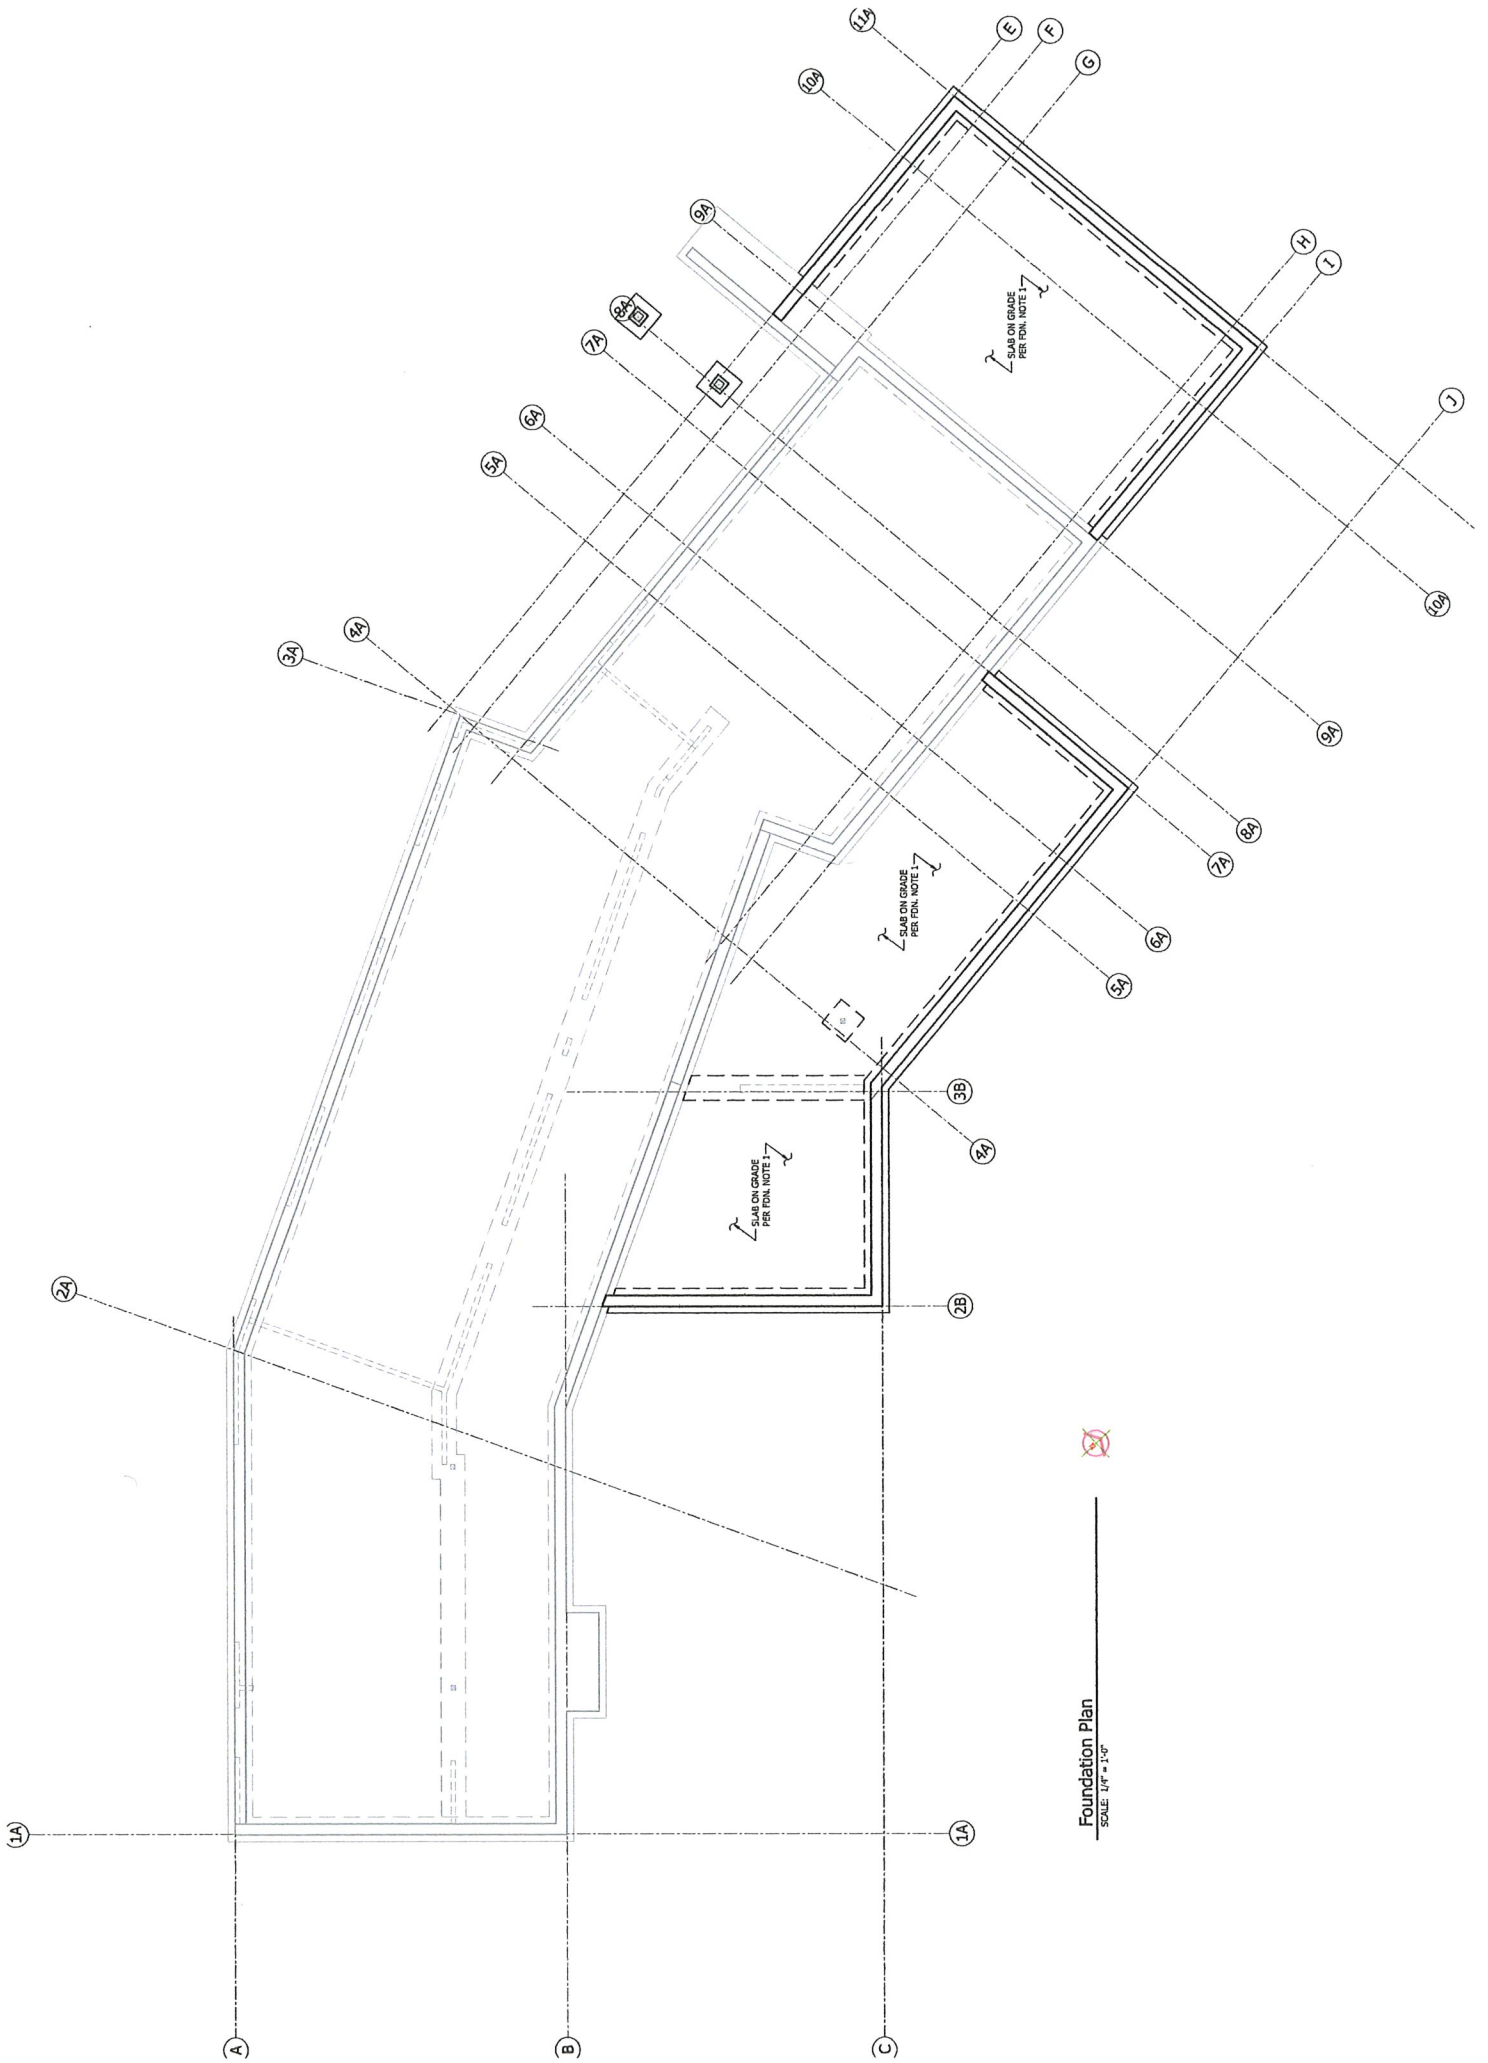 11A
E
F
G
10A
9A
8A
7A
6A
5A
4A
3A
2A
1A
H
I
J
SLAB ON GRADE
PER FDN. NOTE 1
SLAB ON GRADE
PER FDN. NOTE 1
SLAB ON GRADE
PER FDN. NOTE 1
10A
9A
8A
7A
6A
5A
4A
3B
2B
1A
A
B
C
Foundation Plan
SCALE: 1/4" = 1'-0"